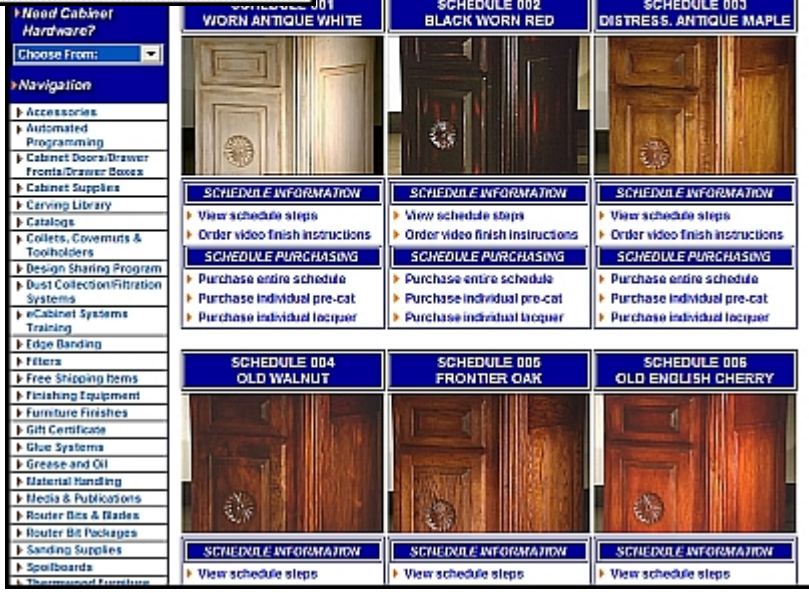 Need Cabinet
Hardware?
Choose From:
Navigation
Accessories
Automated
Programming
Cabinet Doors/Drawer
Fronts/Drawer Boxes
Cabinet Supplies
Carving Library
Catalogs
Collets, Covernuts &
Toolholders
Design Sharing Program
Dust Collection/Filtration
Systems
eCabinet Systems
Training
Edge Banding
Filters
Free Shipping Items
Finishing Equipment
Furniture Finishes
Gift Certificate
Glue Systems
Grease and Oil
Material Handling
Media & Publications
Router Bits & Blades
Router Bit Packages
Sanding Supplies
Spoilboards
Thermwood Furniture
SCHEDULE 001
WORN ANTIQUE WHITE
SCHEDULE INFORMATION
View schedule steps
Order video finish instructions
SCHEDULE PURCHASING
Purchase entire schedule
Purchase individual pre-cat
Purchase individual lacquer
SCHEDULE 002
BLACK WORN RED
SCHEDULE INFORMATION
View schedule steps
Order video finish instructions
SCHEDULE PURCHASING
Purchase entire schedule
Purchase individual pre-cat
Purchase individual lacquer
SCHEDULE 003
DISTRESS. ANTIQUE MAPLE
SCHEDULE INFORMATION
View schedule steps
Order video finish instructions
SCHEDULE PURCHASING
Purchase entire schedule
Purchase individual pre-cat
Purchase individual lacquer
SCHEDULE 004
OLD WALNUT
SCHEDULE INFORMATION
View schedule steps
SCHEDULE 005
FRONTIER OAK
SCHEDULE INFORMATION
View schedule steps
SCHEDULE 006
OLD ENGLISH CHERRY
SCHEDULE INFORMATION
View schedule steps